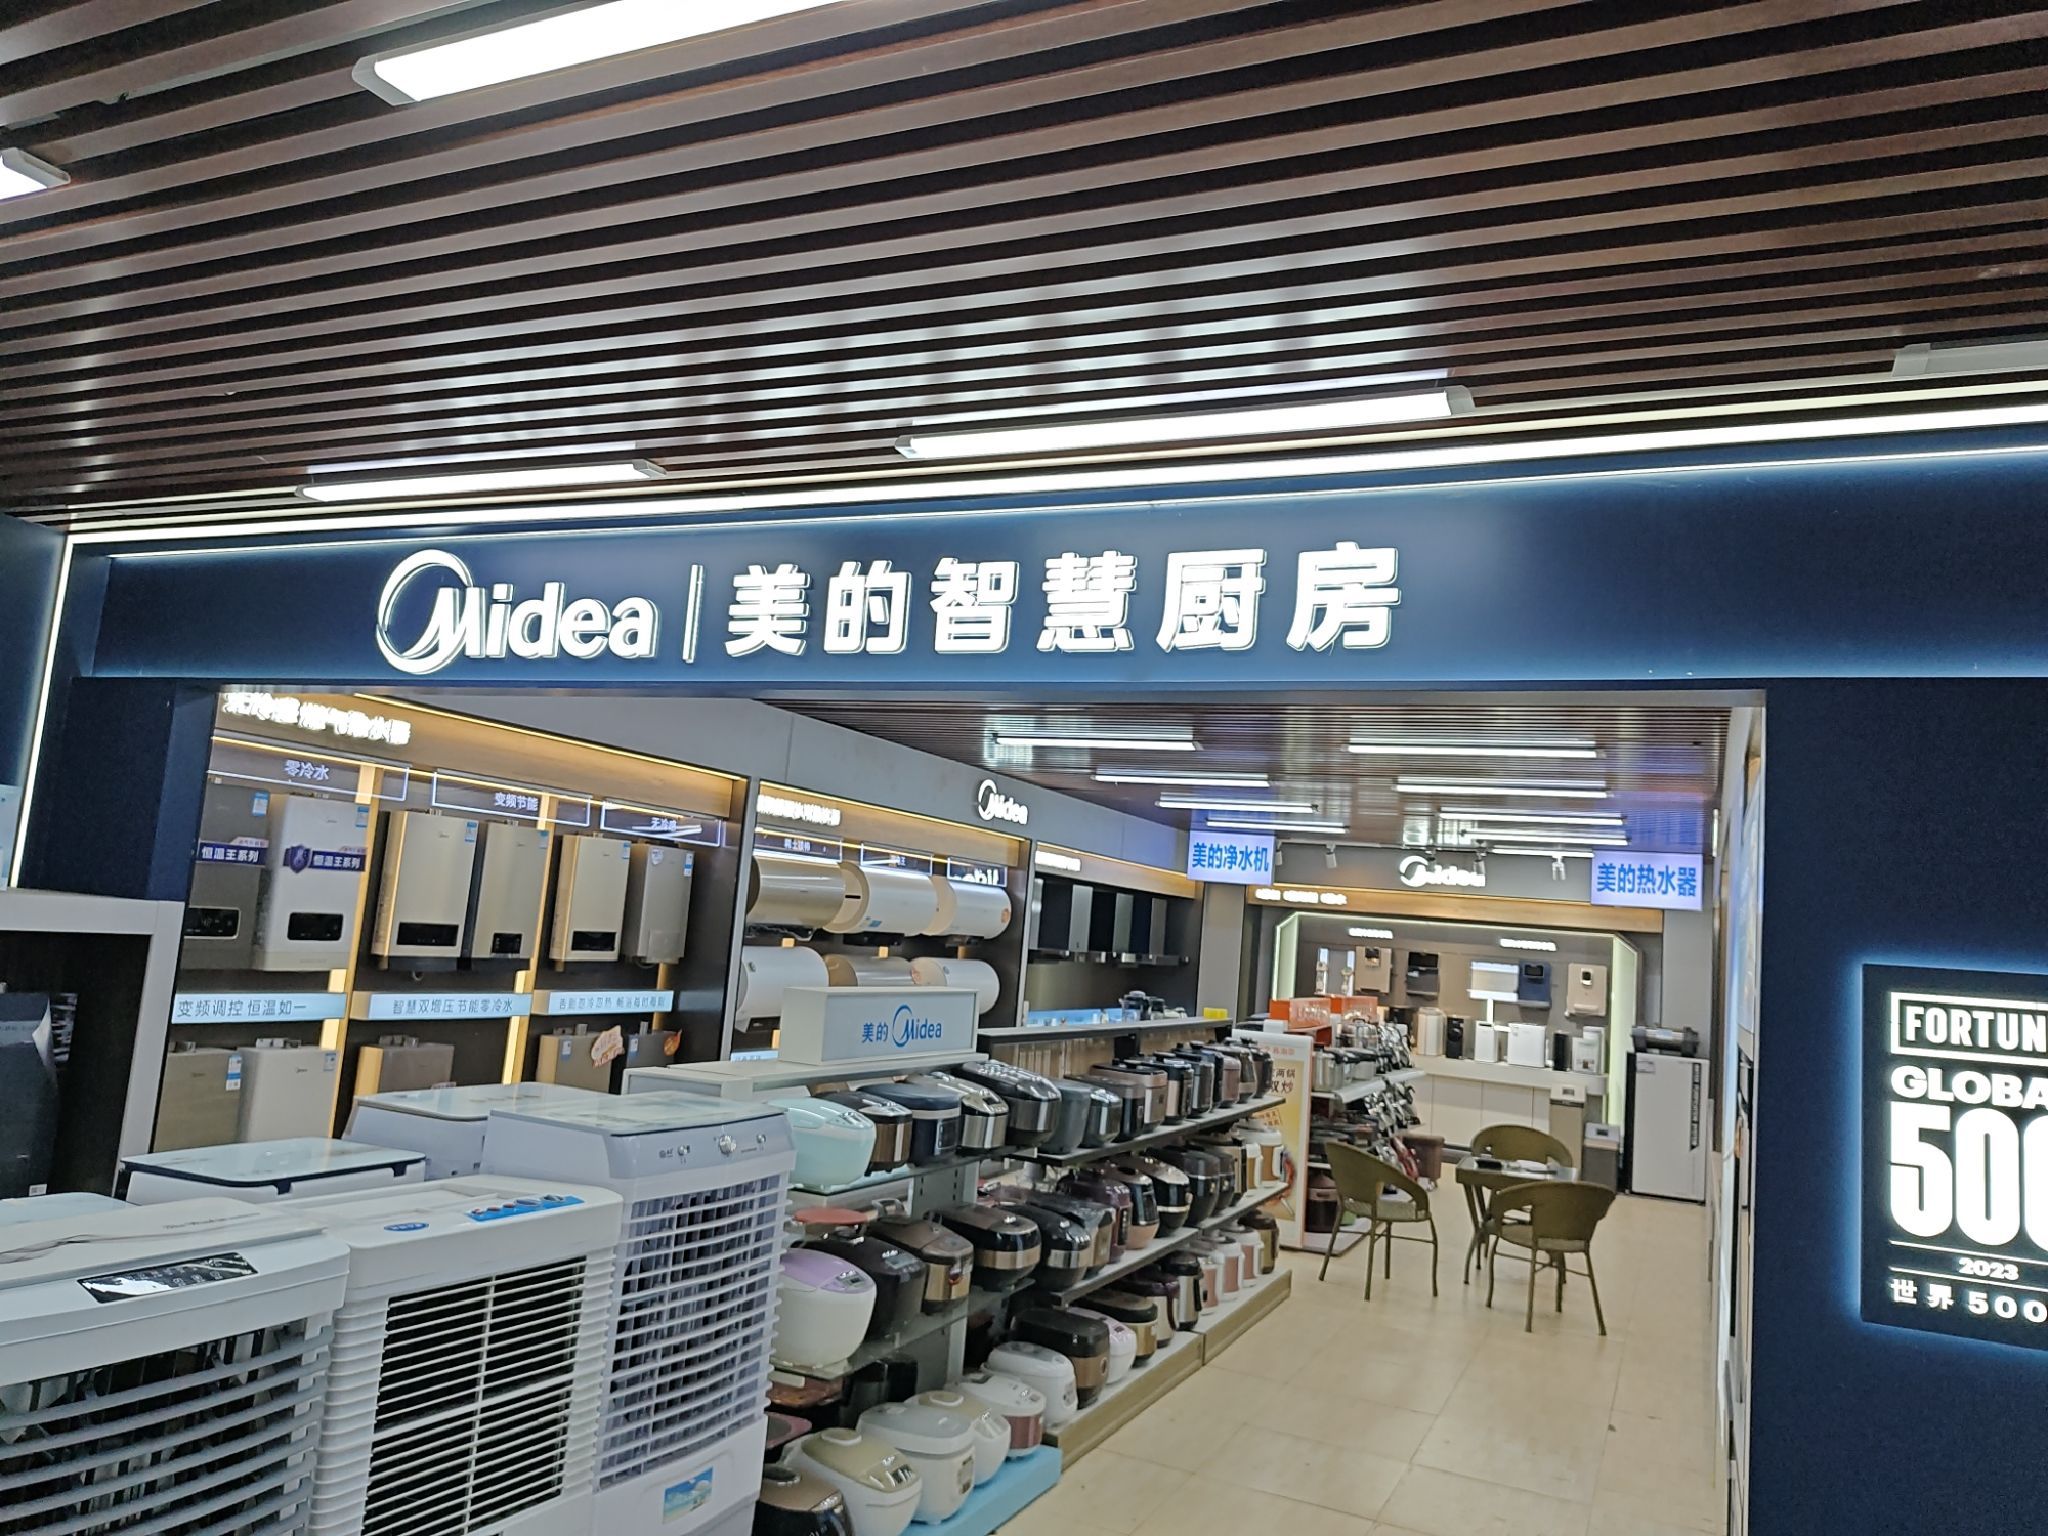 Midea 美的智慧厨房
零冷水
变频节能
无冷感
恒温王系列
恒温王系列
Midea
美的净水机
Midea
美的热水器
变频调控 恒温如一
智慧双增压 节能零冷水
美的 Midea
FORTUN
GLOBA
500
2023
世界 500